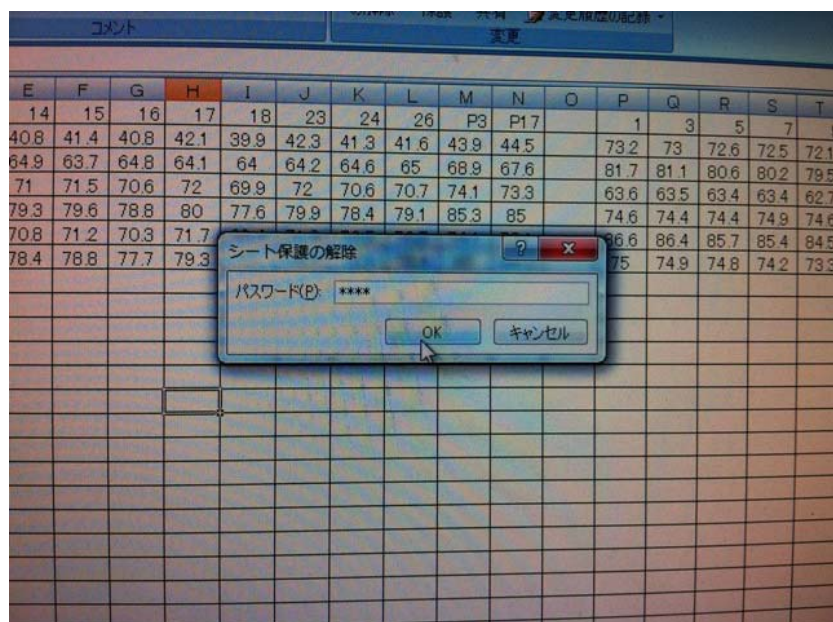 コメント
変更履歴の記録
変更
E F G H I J K L M N O P Q R S T
14 15 16 17 18 23 24 26 P3 P17 1 3 5 7
40.8 41.4 40.8 42.1 39.9 42.3 41.3 41.6 43.9 44.5 73.2 73 72.6 72.5 72.1
64.9 63.7 64.8 64.1 64 64.2 64.6 65 68.9 67.6 81.7 81.1 80.6 80.2 79.5
71 71.5 70.6 72 69.9 72 70.6 70.7 74.1 73.3 63.6 63.5 63.4 63.4 62.
79.3 79.6 78.8 80 77.6 79.9 78.4 79.1 85.3 85 74.6 74.4 74.4 74.9 74.6
70.8 71.2 70.3 71.7 86.6 86.4 85.7 85.4 84.
78.4 78.8 77.7 79.3 75 74.9 74.8 74.2 73.
シート保護の解除
パスワード(P): ****
OK キャンセル